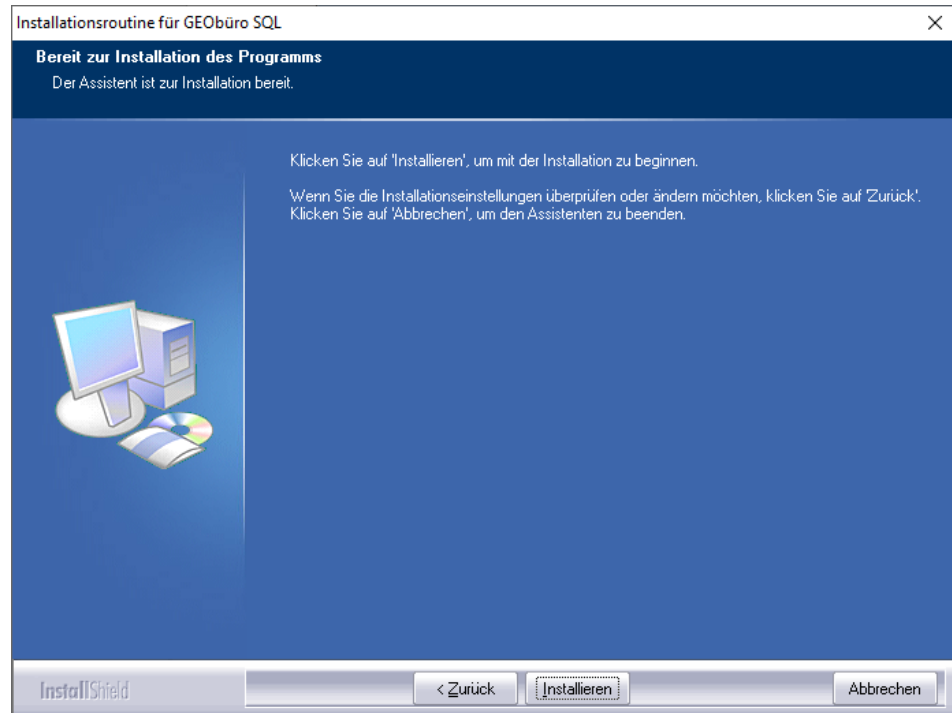 Installationsroutine für GEObüro SQL
Bereit zur Installation des Programms
Der Assistent ist zur Installation bereit.
Klicken Sie auf 'Installieren', um mit der Installation zu beginnen.
Wenn Sie die Installationseinstellungen überprüfen oder ändern möchten, klicken Sie auf 'Zurück'.
Klicken Sie auf 'Abbrechen', um den Assistenten zu beenden.
InstallShield
< Zurück
Installieren
Abbrechen